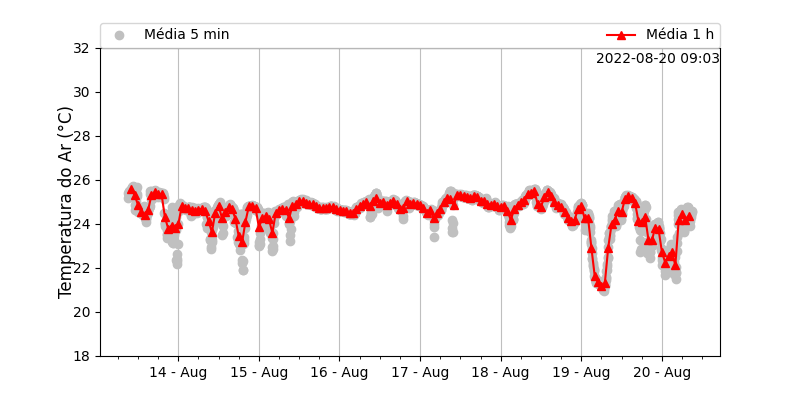 Média 5 min
Média 1 h
2022-08-20 09:03
Temperatura do Ar (°C)
32
30
28
26
24
22
20
18
14 - Aug
15 - Aug
16 - Aug
17 - Aug
18 - Aug
19 - Aug
20 - Aug